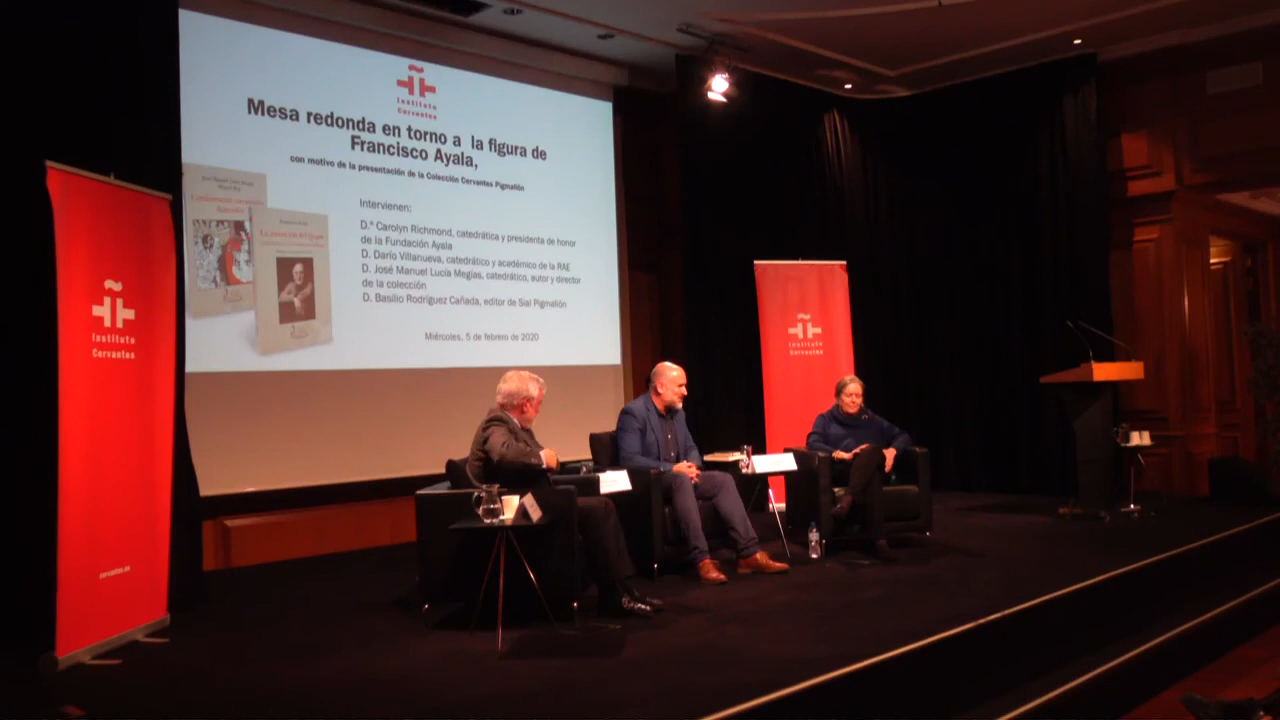 Instituto
Cervantes
Mesa redonda en torno a la figura de
Francisco Ayala,
con motivo de la presentación de la Colección Cervantes Pigmalión
Intervienen:
D.ª Carolyn Richmond, catedrática y presidenta de honor
de la Fundación Ayala
D. Darío Villanueva, catedrático y académico de la RAE
D. José Manuel Lucía Megías, catedrático, autor y director
de la colección
D. Basilio Rodríguez Cañada, editor de Sial Pigmalión
Miércoles, 5 de febrero de 2020
Instituto
Cervantes
cervantes.es
Instituto
Cervantes